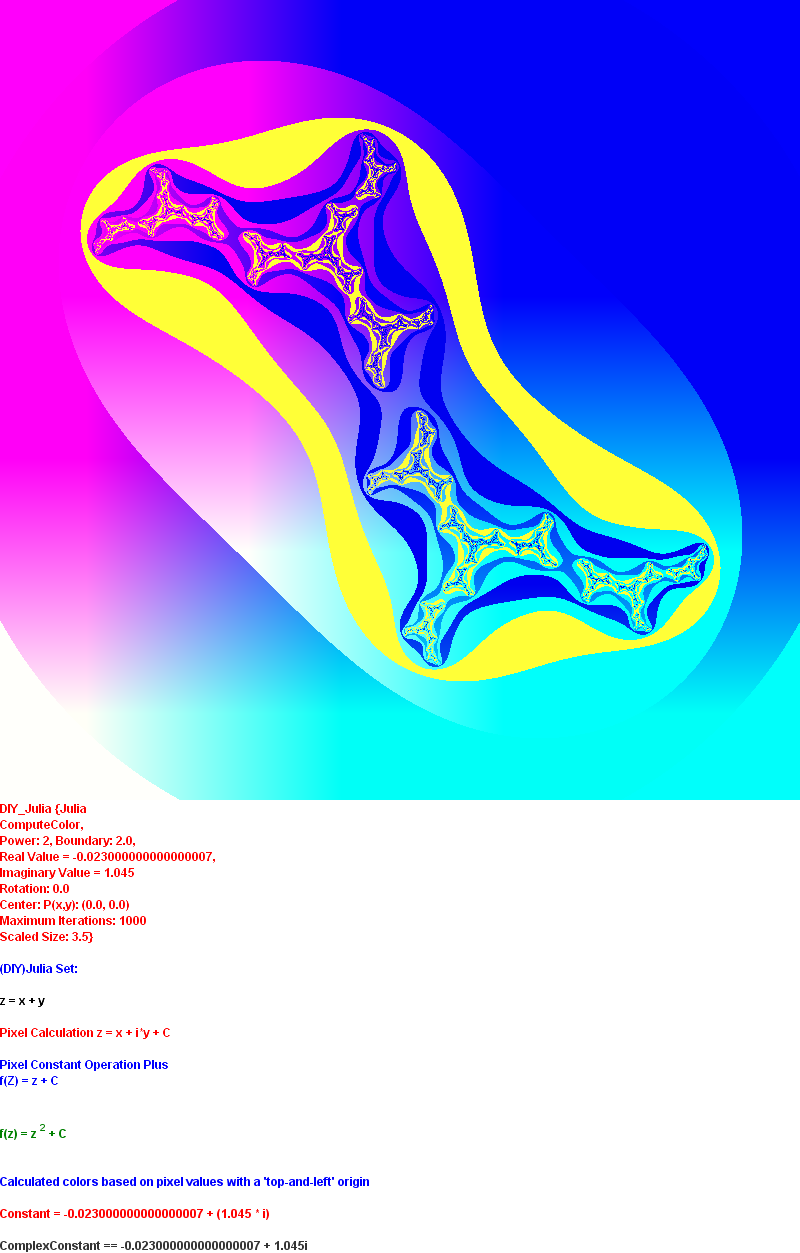 DIY_Julia {Julia
ComputeColor,
Power: 2, Boundary: 2.0,
Real Value = -0.023000000000000007,
Imaginary Value = 1.045
Rotation: 0.0
Center: P(x,y): (0.0, 0.0)
Maximum Iterations: 1000
Scaled Size: 3.5}
(DIY)Julia Set:
z = x + y
Pixel Calculation z = x + i*y + C
Pixel Constant Operation Plus
f(Z) = z + C
f(z) = z 2 + C
Calculated colors based on pixel values with a 'top-and-left' origin
Constant = -0.023000000000000007 + (1.045 * i)
ComplexConstant == -0.023000000000000007 + 1.045i